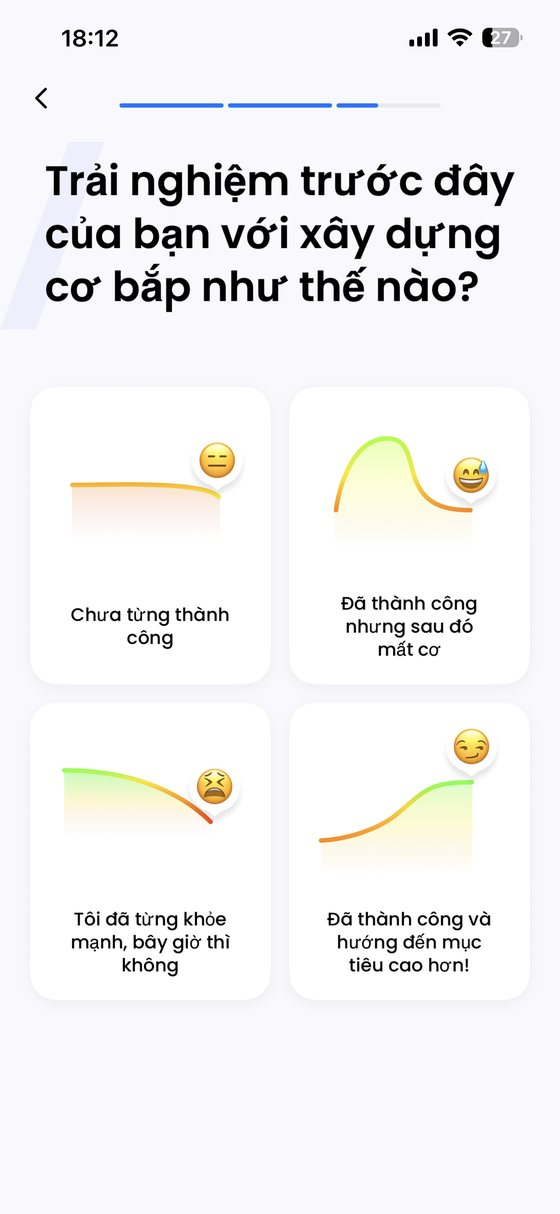 18:12
27
Trải nghiệm trước đây
của bạn với xây dựng
cơ bắp như thế nào?
Chưa từng thành
công
Đã thành công
nhưng sau đó
mất cơ
Tôi đã từng khỏe
mạnh, bây giờ thì
không
Đã thành công và
hướng đến mục
tiêu cao hơn!